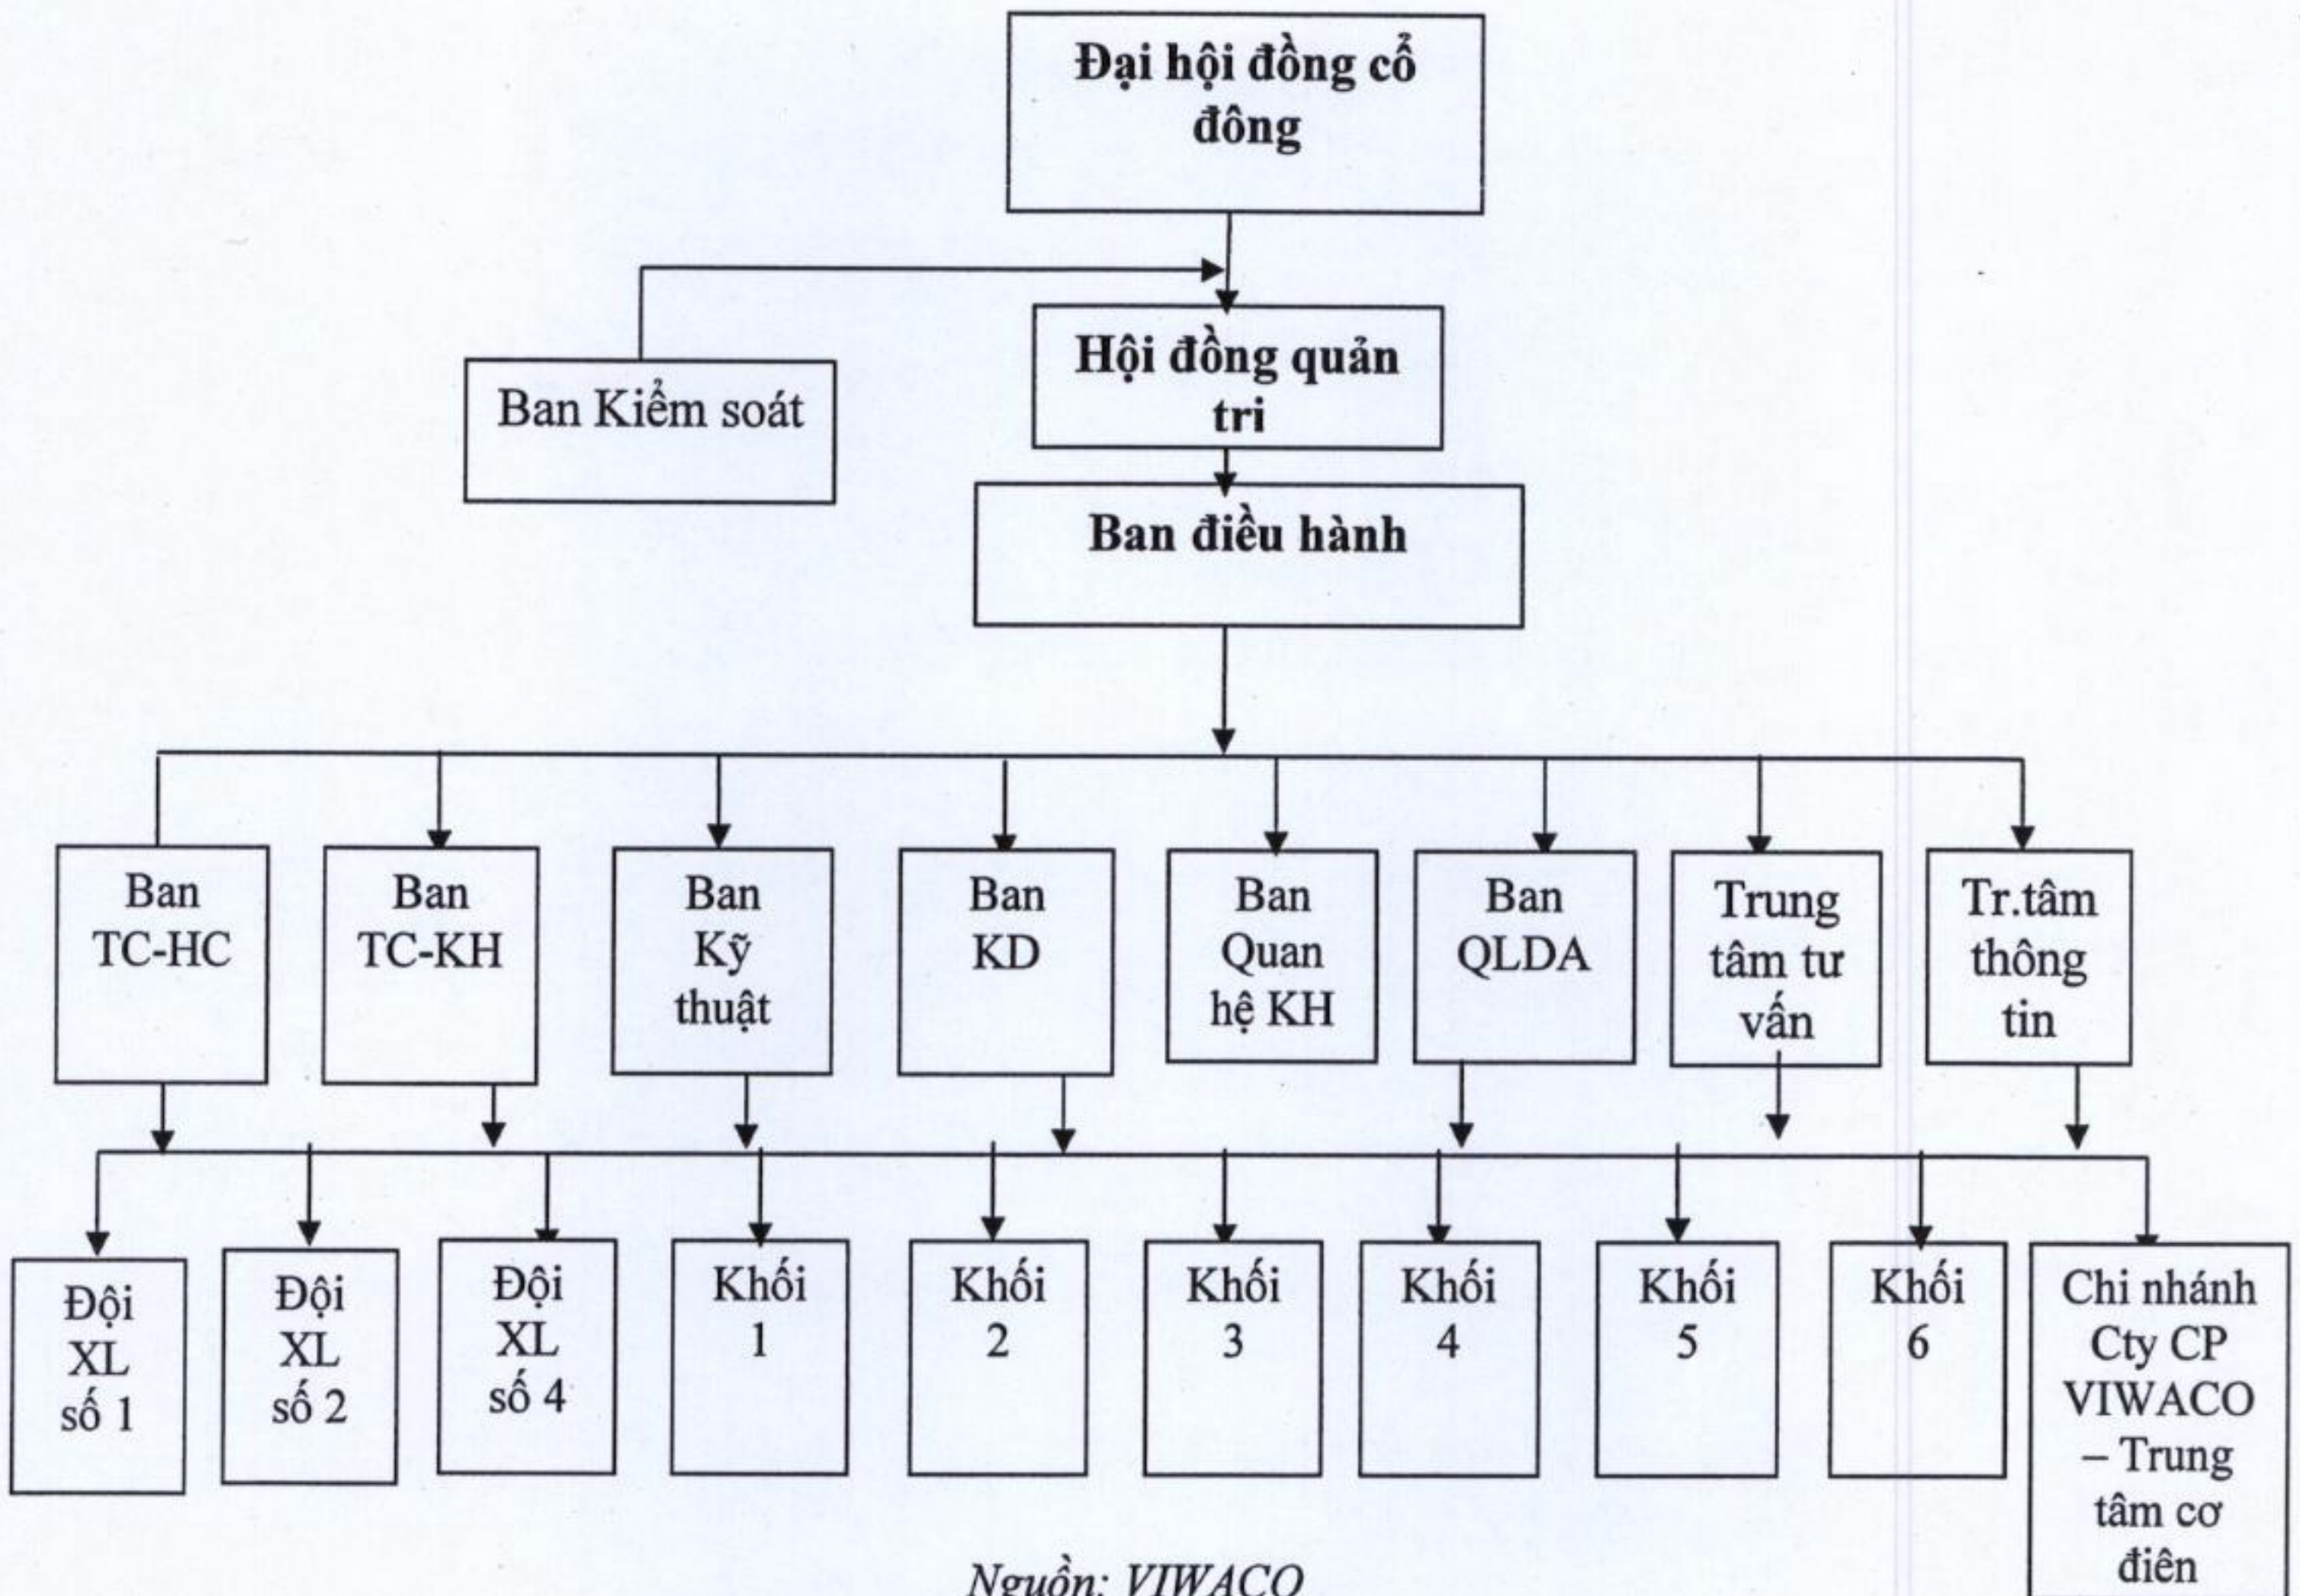 Đại hội đồng cổ
đông
Hội đồng quản
tri
Ban Kiểm soát
Ban điều hành
Ban
TC-HC
Ban
TC-KH
Ban
Kỹ
thuật
Ban
KD
Ban
Quan
hệ KH
Ban
QLDA
Trung
tâm tư
vấn
Tr.tâm
thông
tin
Đội
XL
số 1
Đội
XL
số 2
Đội
XL
số 4
Khối
1
Khối
2
Khối
3
Khối
4
Khối
5
Khối
6
Chi nhánh
Cty CP
VIWACO
– Trung
tâm cơ
điên
Nguồn: VIWACO